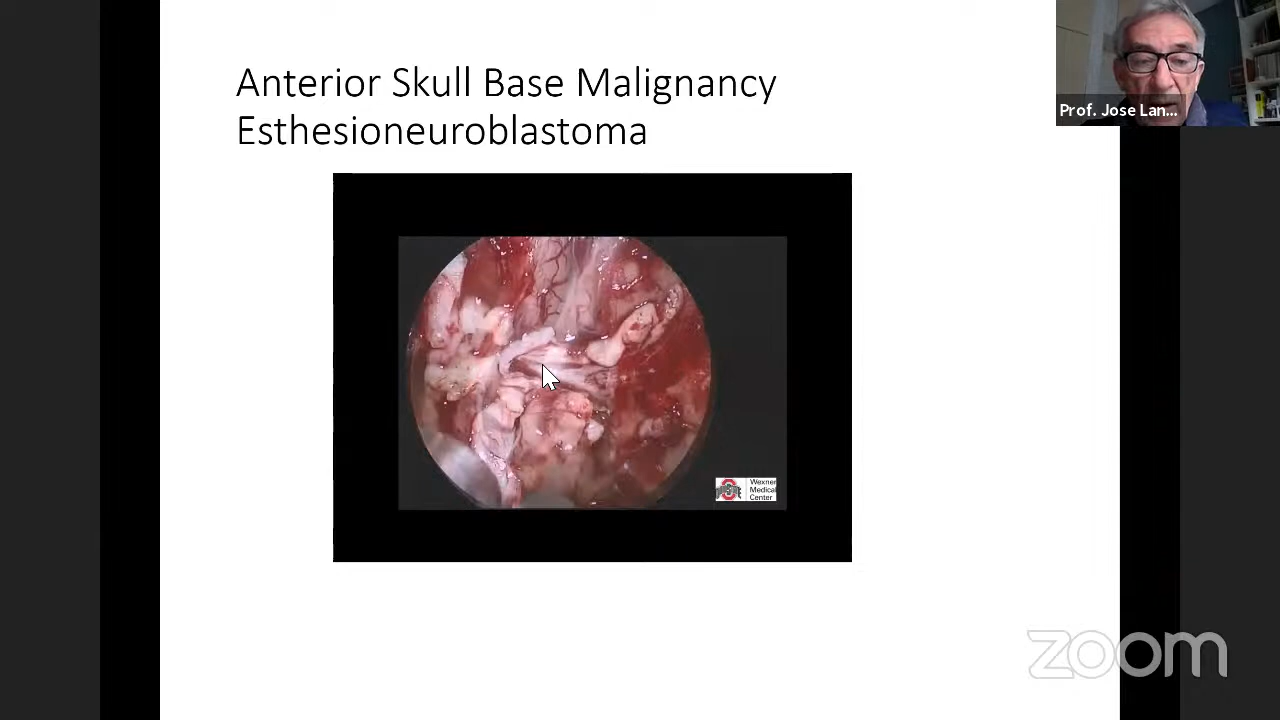 Anterior Skull Base Malignancy
Esthesioneuroblastoma
Prof. Jose Lan...
Wexner
Medical
Center
zoom